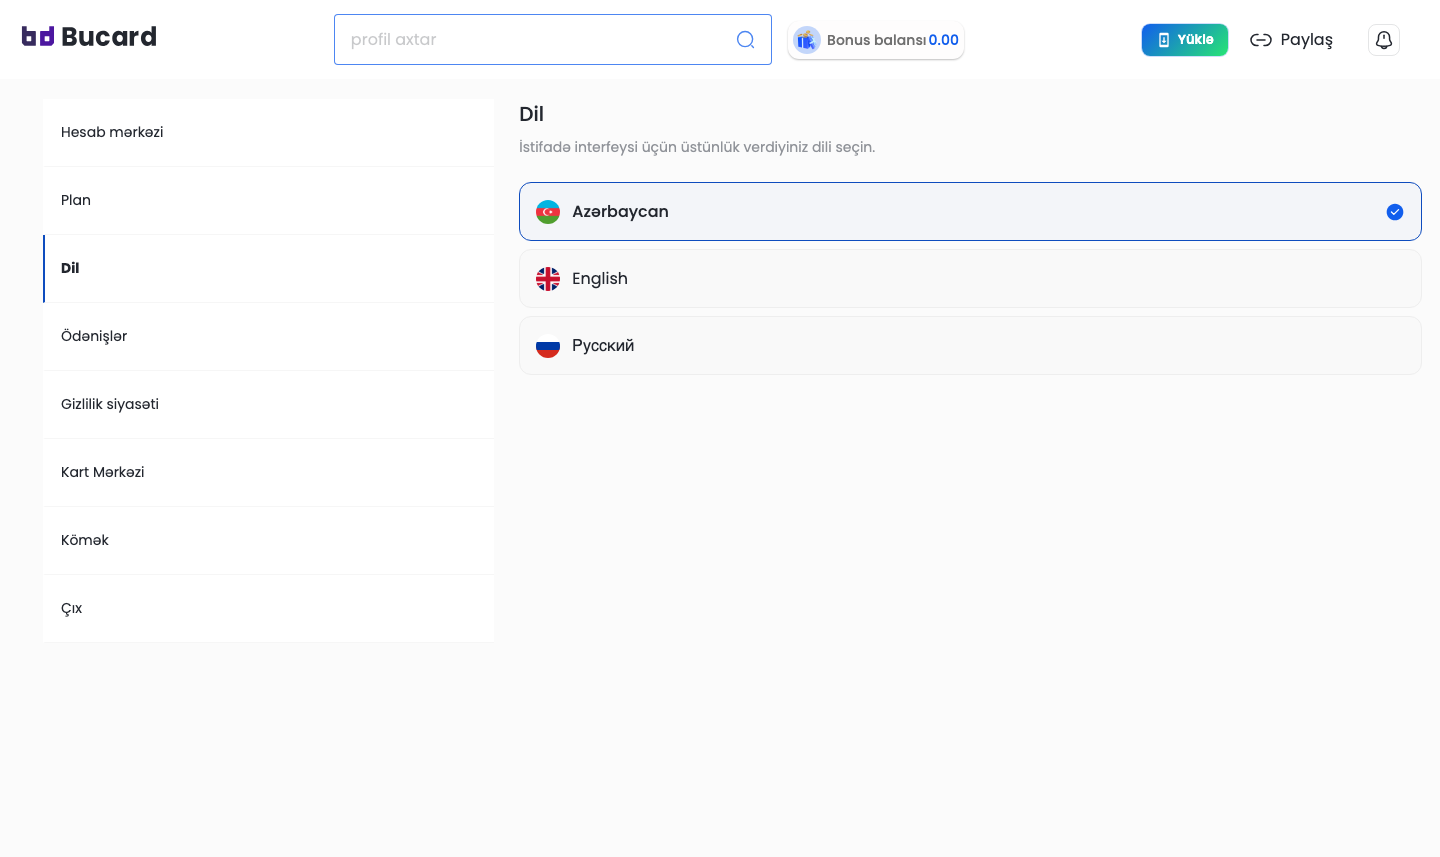 bd Bucard
profil axtar
Bonus balansı 0.00
Yüklə
Paylaş
Hesab mərkəzi
Plan
Dil
Ödənişlər
Gizlilik siyasəti
Kart Mərkəzi
Kömək
Çıx
Dil
İstifadə interfeysi üçün üstünlük verdiyiniz dili seçin.
Azərbaycan
English
Русский